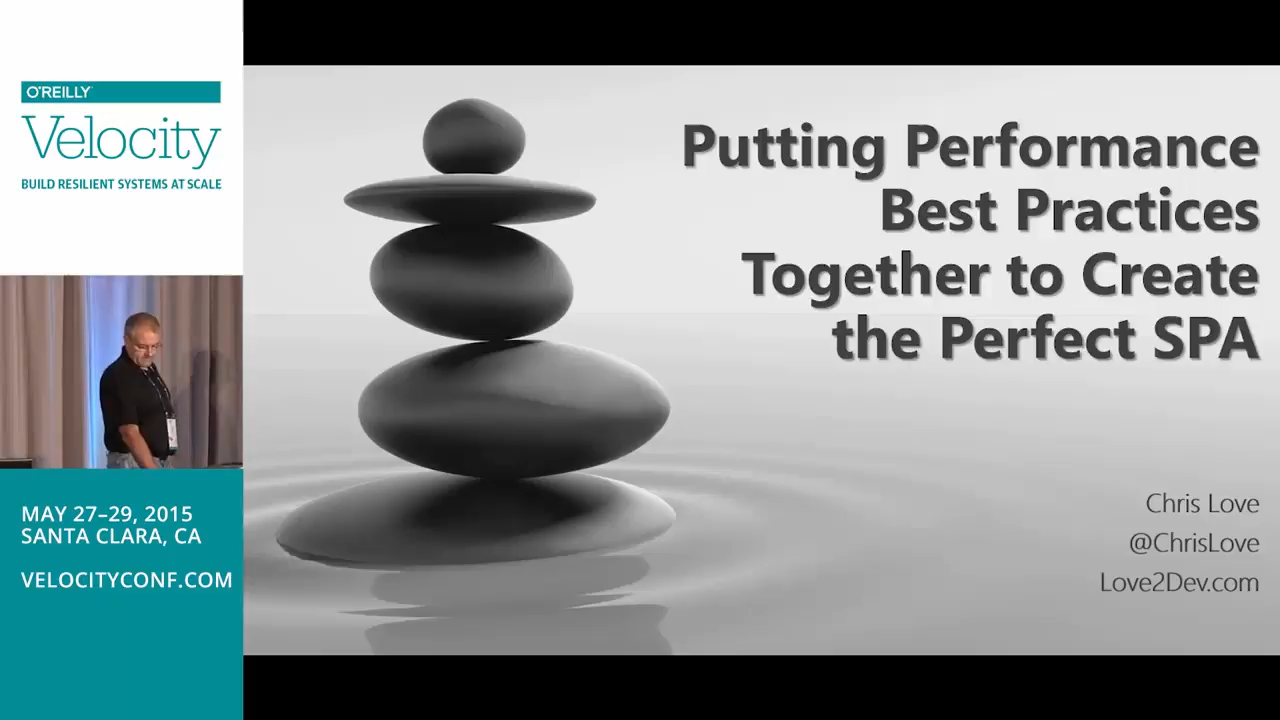 O'REILLY
Velocity
BUILD RESILIENT SYSTEMS AT SCALE
MAY 27–29, 2015
SANTA CLARA, CA
VELOCITYCONF.COM
Putting Performance
Best Practices
Together to Create
the Perfect SPA
Chris Love
@ChrisLove
Love2Dev.com